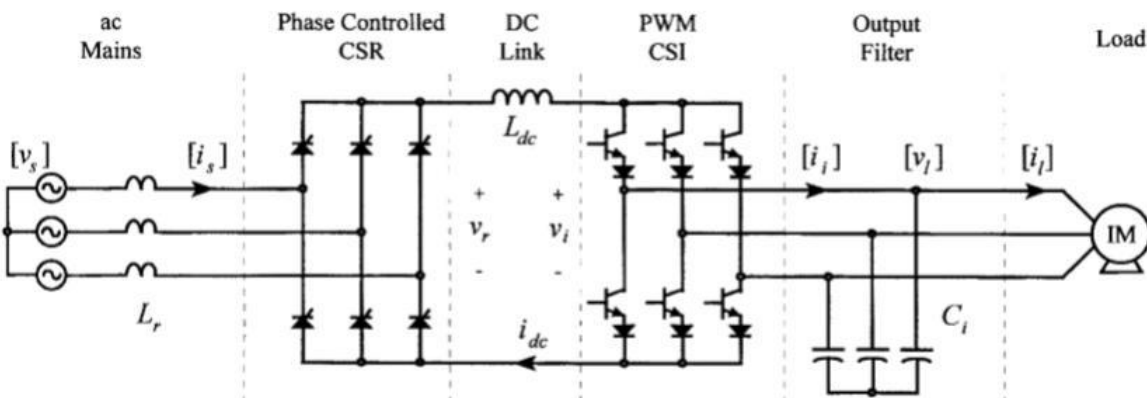 ac
Mains
Phase Controlled
CSR
DC
Link
PWM
CSI
Output
Filter
Load
[v_s]
[i_s]
L_r
L_dc
+
v_r
-
+
v_i
-
i_dc
[i_i]
[v_l]
[i_l]
IM
C_i